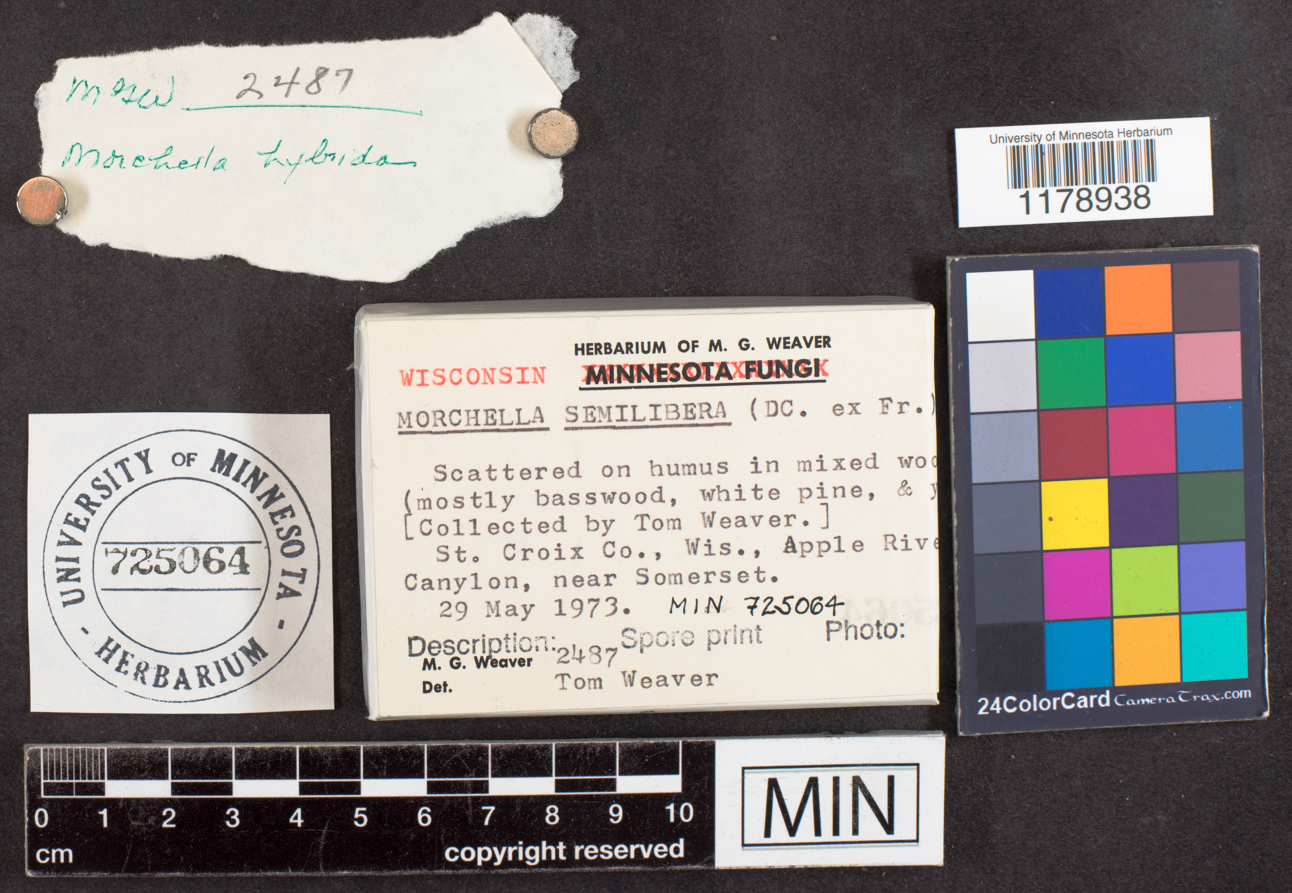 MGW 2487
Morchella hybrida
University of Minnesota Herbarium
1178938
HERBARIUM OF M. G. WEAVER
WISCONSIN MINNESOTA FUNGI
MORCHELLA SEMILIBERA (DC. ex Fr.)
Scattered on humus in mixed woo
(mostly basswood, white pine, & y
[Collected by Tom Weaver.]
St. Croix Co., Wis., Apple Rive
Canylon, near Somerset.
29 May 1973. MIN 725064
Description: Spore print Photo:
M. G. Weaver 2487
Det. Tom Weaver
UNIVERSITY OF MINNESOTA
725064
- HERBARIUM -
24ColorCard CameraTrax.com
0 1 2 3 4 5 6 7 8 9 10
cm
copyright reserved
MIN